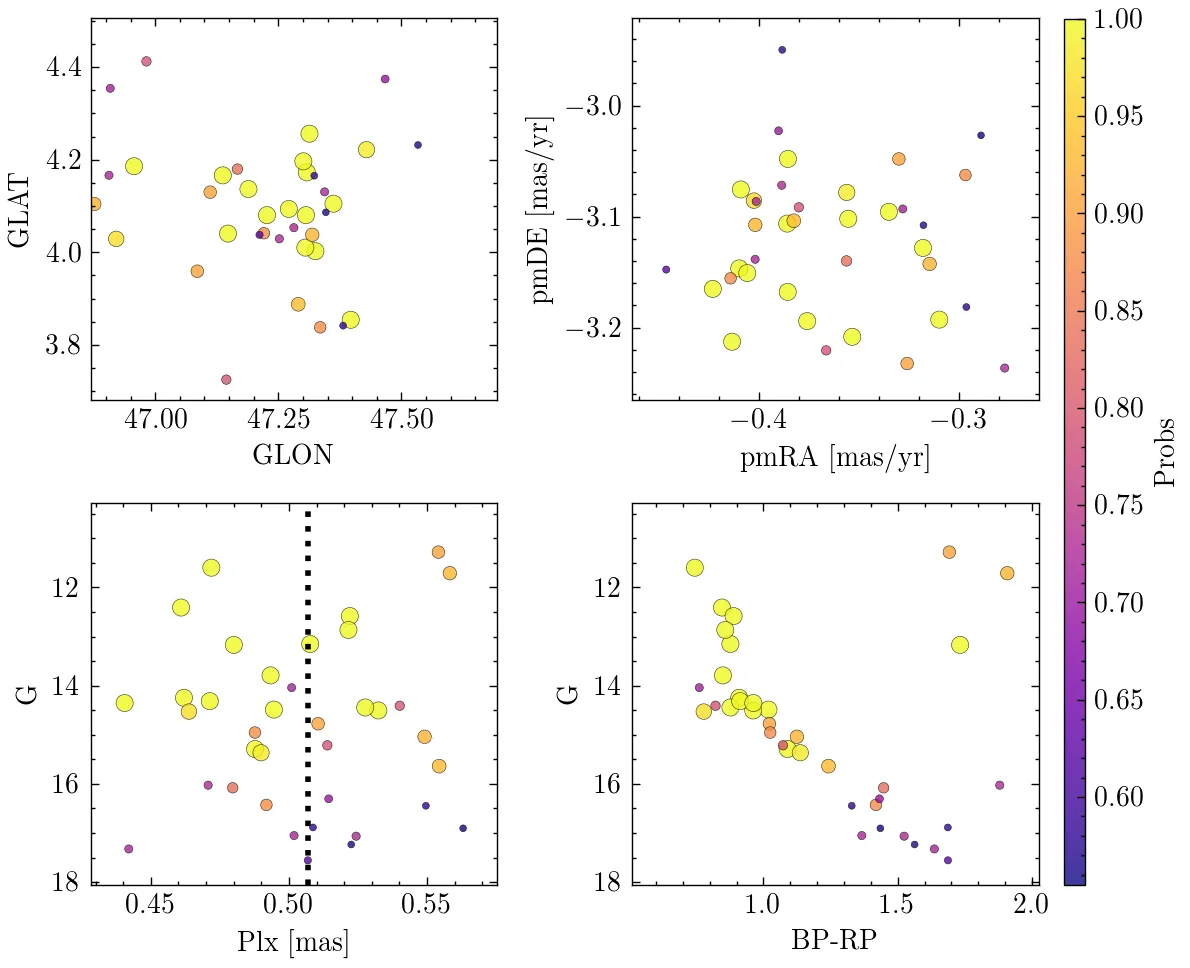 4.4
4.2
4.0
3.8
GLAT
47.00 47.25 47.50
GLON
−3.0
−3.1
−3.2
pmDE [mas/yr]
−0.4 −0.3
pmRA [mas/yr]
12
14
16
18
G
0.45 0.50 0.55
Plx [mas]
12
14
16
18
G
1.0 1.5 2.0
BP-RP
1.00
0.95
0.90
0.85
0.80
0.75
0.70
0.65
0.60
Probs